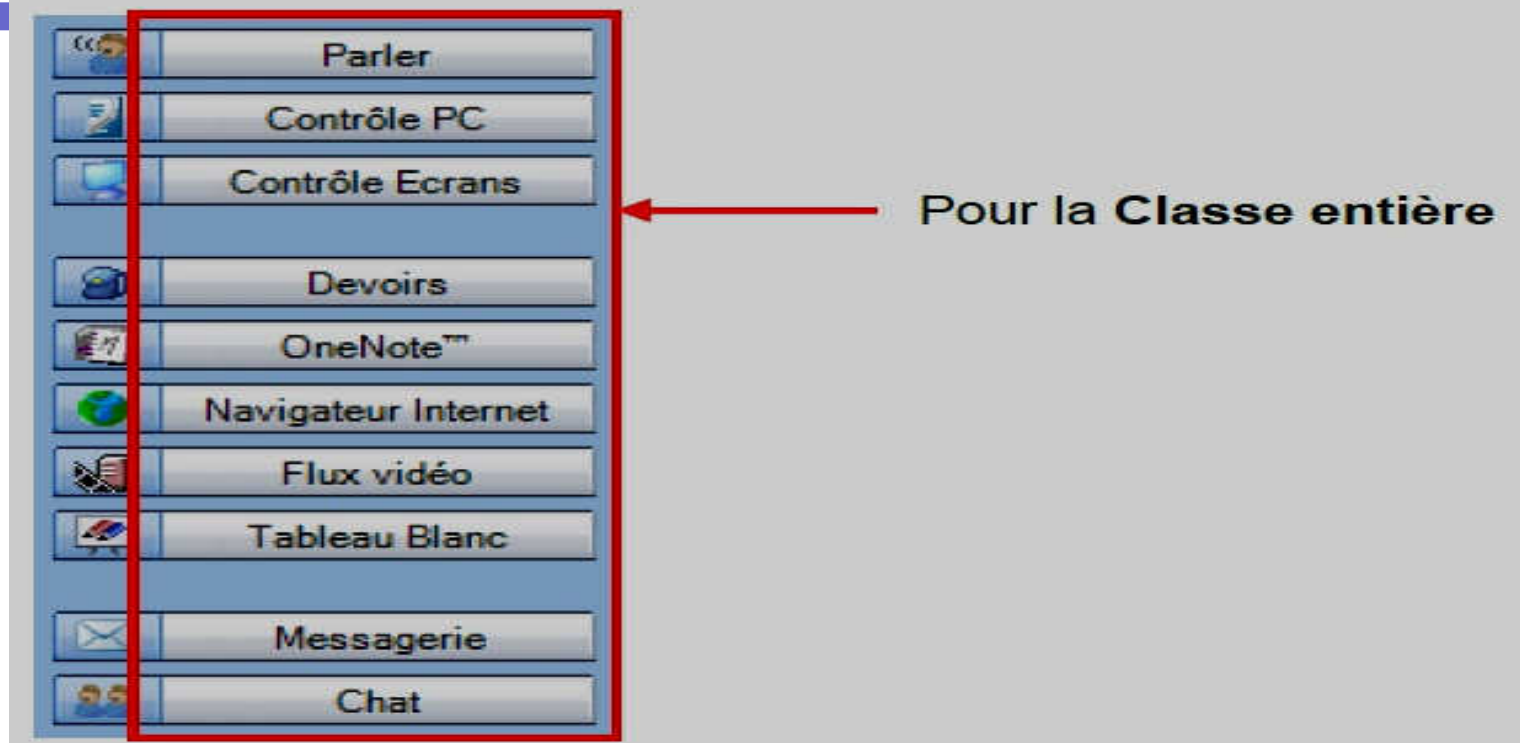 Parler
Contrôle PC
Contrôle Ecrans
Pour la Classe entière
Devoirs
OneNote™
Navigateur Internet
Flux vidéo
Tableau Blanc
Messagerie
Chat